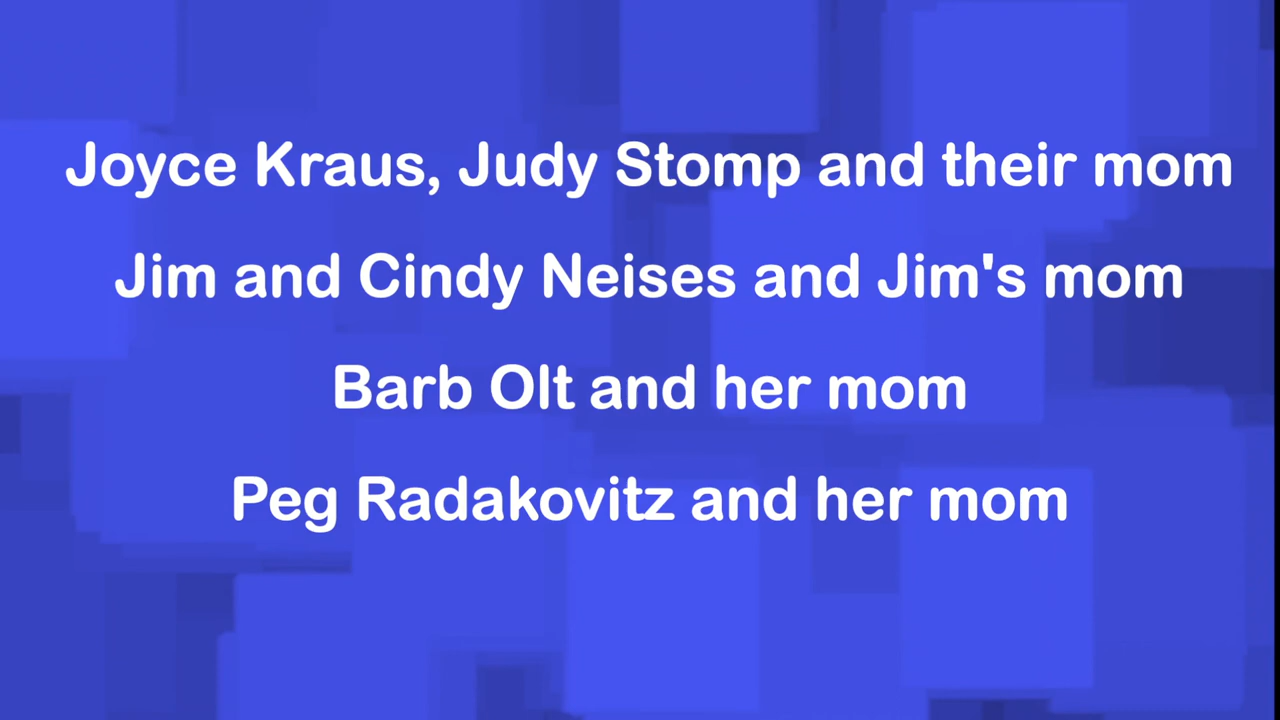 Joyce Kraus, Judy Stomp and their mom
Jim and Cindy Neises and Jim's mom
Barb Olt and her mom
Peg Radakovitz and her mom